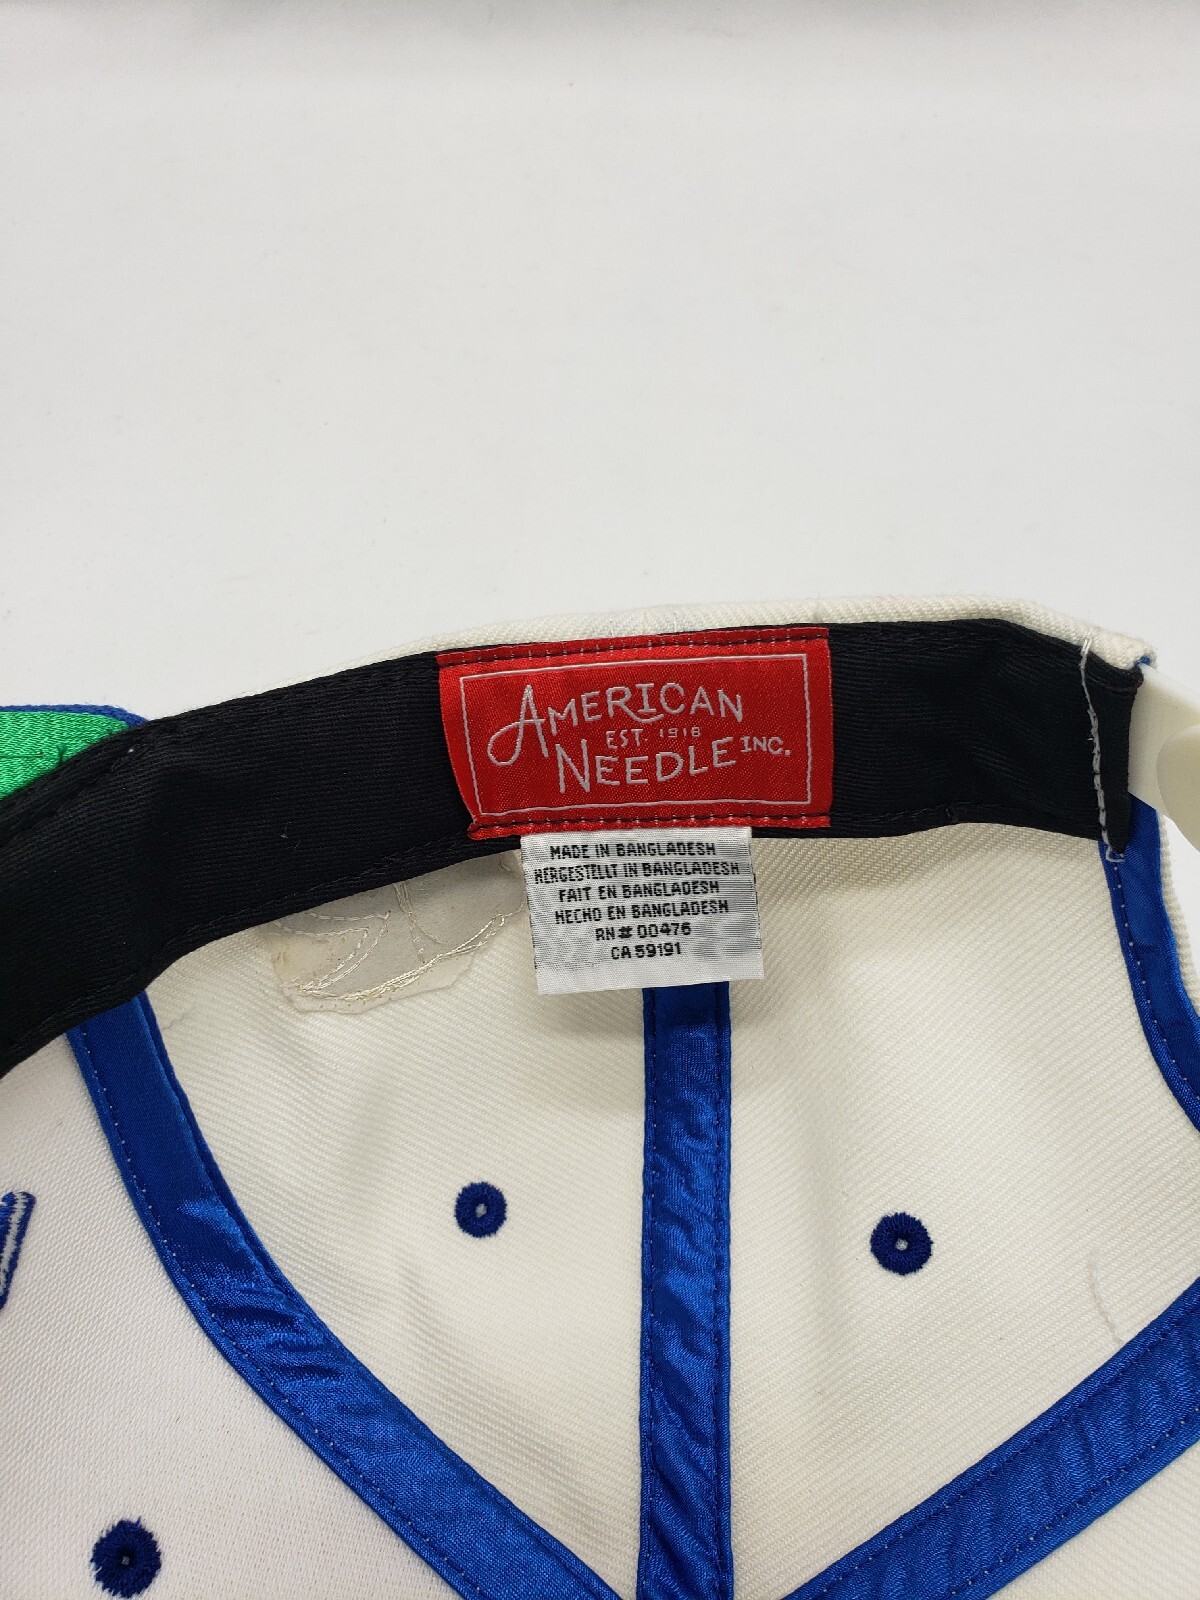 AMERICAN
EST. 1918
NEEDLE INC.
MADE IN BANGLADESH
HERGESTELLT IN BANGLADESH
FAIT EN BANGLADESH
HECHO EN BANGLADESH
RN# 00476
CA 59191